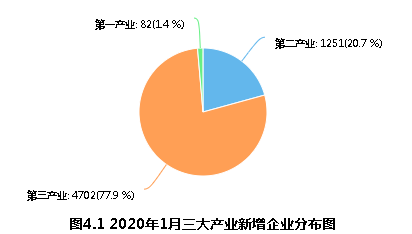 第一产业: 82(1.4 %)
第二产业: 1251(20.7 %)
第三产业: 4702(77.9 %)
图4.1 2020年1月三大产业新增企业分布图